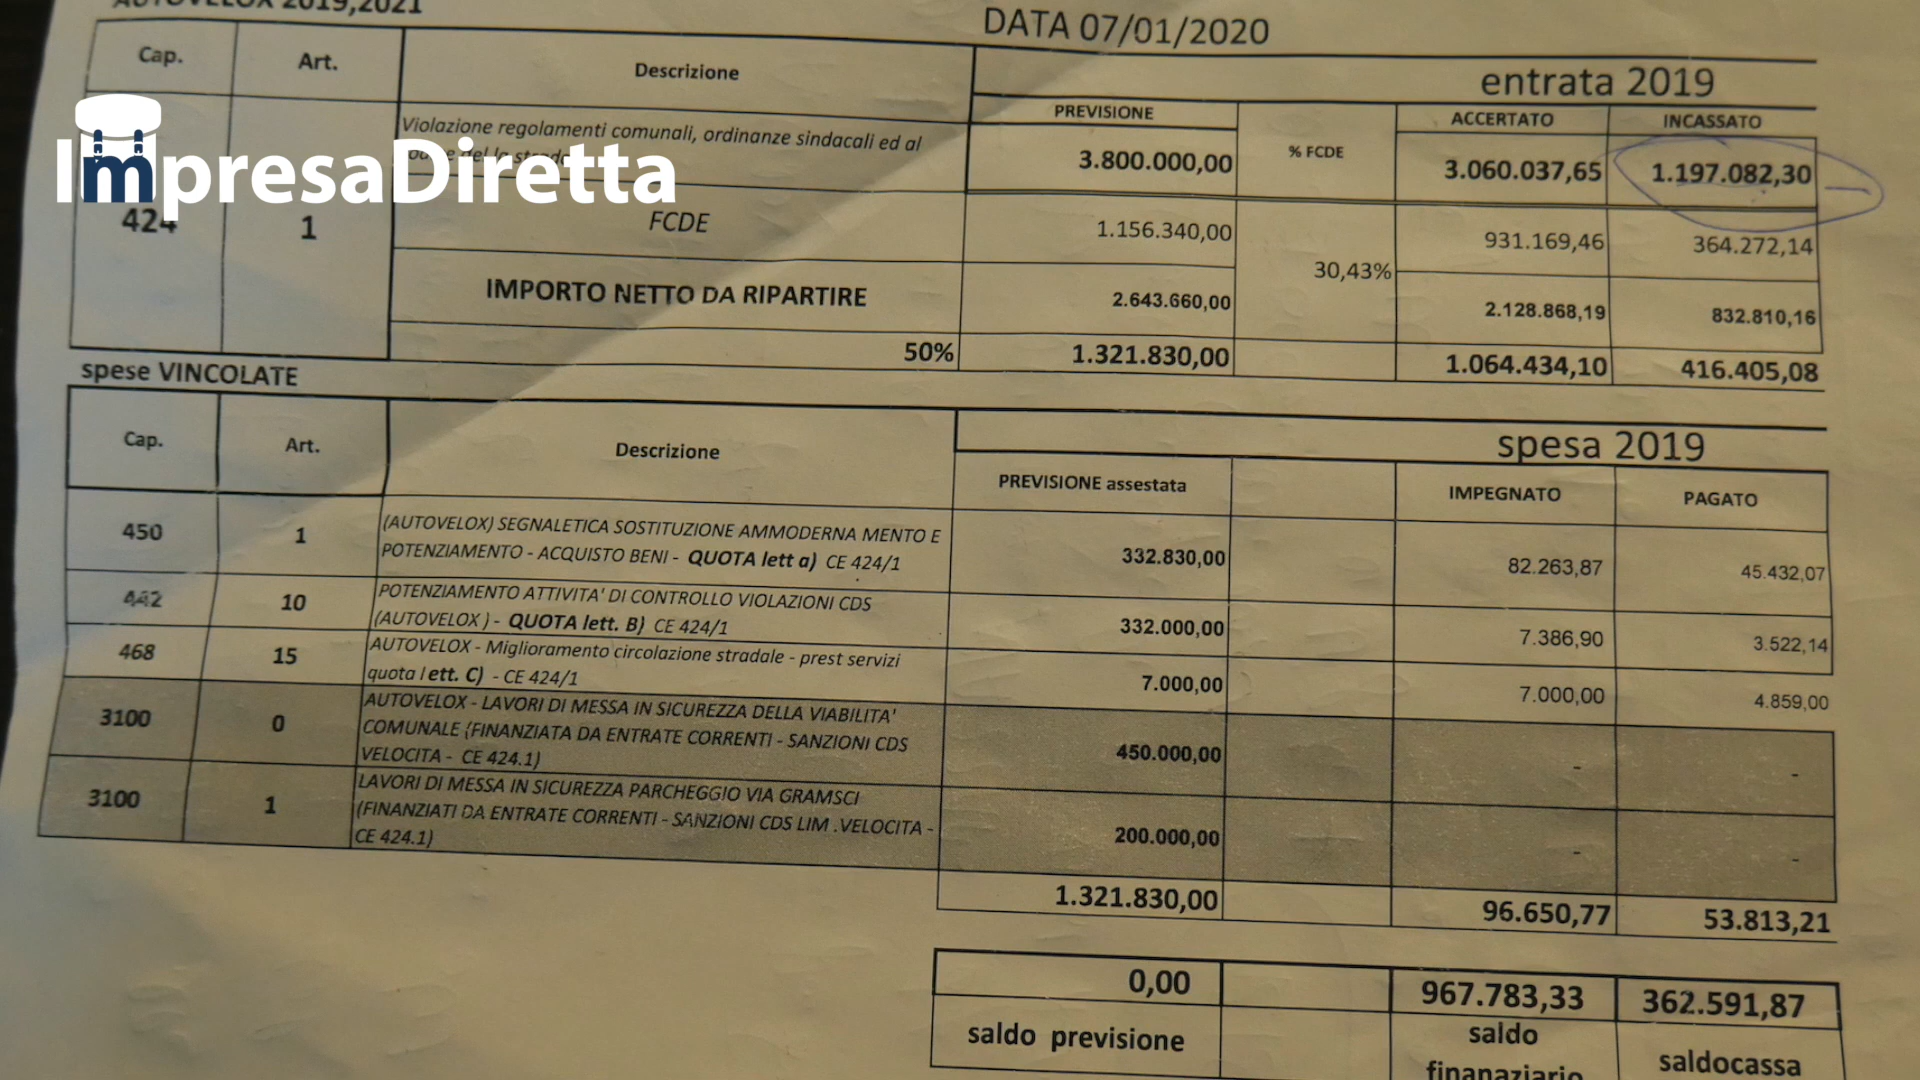 AUTOVELOX 2019,2021
DATA 07/01/2020
Cap. Art. Descrizione entrata 2019
PREVISIONE % FCDE ACCERTATO INCASSATO
Violazione regolamenti comunali, ordinanze sindacali ed al
3.800.000,00 3.060.037,65 1.197.082,30
ImpresaDiretta
424 1 FCDE 1.156.340,00 30,43% 931.169,46 364.272,14
IMPORTO NETTO DA RIPARTIRE 2.643.660,00 2.128.868,19 832.810,16
50% 1.321.830,00 1.064.434,10 416.405,08
spese VINCOLATE
Cap. Art. Descrizione spesa 2019
PREVISIONE assestata IMPEGNATO PAGATO
450 1 (AUTOVELOX) SEGNALETICA SOSTITUZIONE AMMODERNA MENTO E
POTENZIAMENTO - ACQUISTO BENI - QUOTA lett a) CE 424/1 332.830,00 82.263,87 45.432,07
442 10 POTENZIAMENTO ATTIVITA' DI CONTROLLO VIOLAZIONI CDS
(AUTOVELOX ) - QUOTA lett. B) CE 424/1 332.000,00 7.386,90 3.522,14
468 15 AUTOVELOX - Miglioramento circolazione stradale - prest servizi
quota lett. C) - CE 424/1 7.000,00 7.000,00 4.859,00
3100 0 AUTOVELOX - LAVORI DI MESSA IN SICUREZZA DELLA VIABILITA'
COMUNALE (FINANZIATA DA ENTRATE CORRENTI - SANZIONI CDS
VELOCITA - CE 424.1) 450.000,00 - -
3100 1 LAVORI DI MESSA IN SICUREZZA PARCHEGGIO VIA GRAMSCI
(FINANZIATI DA ENTRATE CORRENTI - SANZIONI CDS LIM .VELOCITA -
CE 424.1) 200.000,00 - -
1.321.830,00 96.650,77 53.813,21
0,00 967.783,33 362.591,87
saldo previsione saldo
finanaziario saldocassa